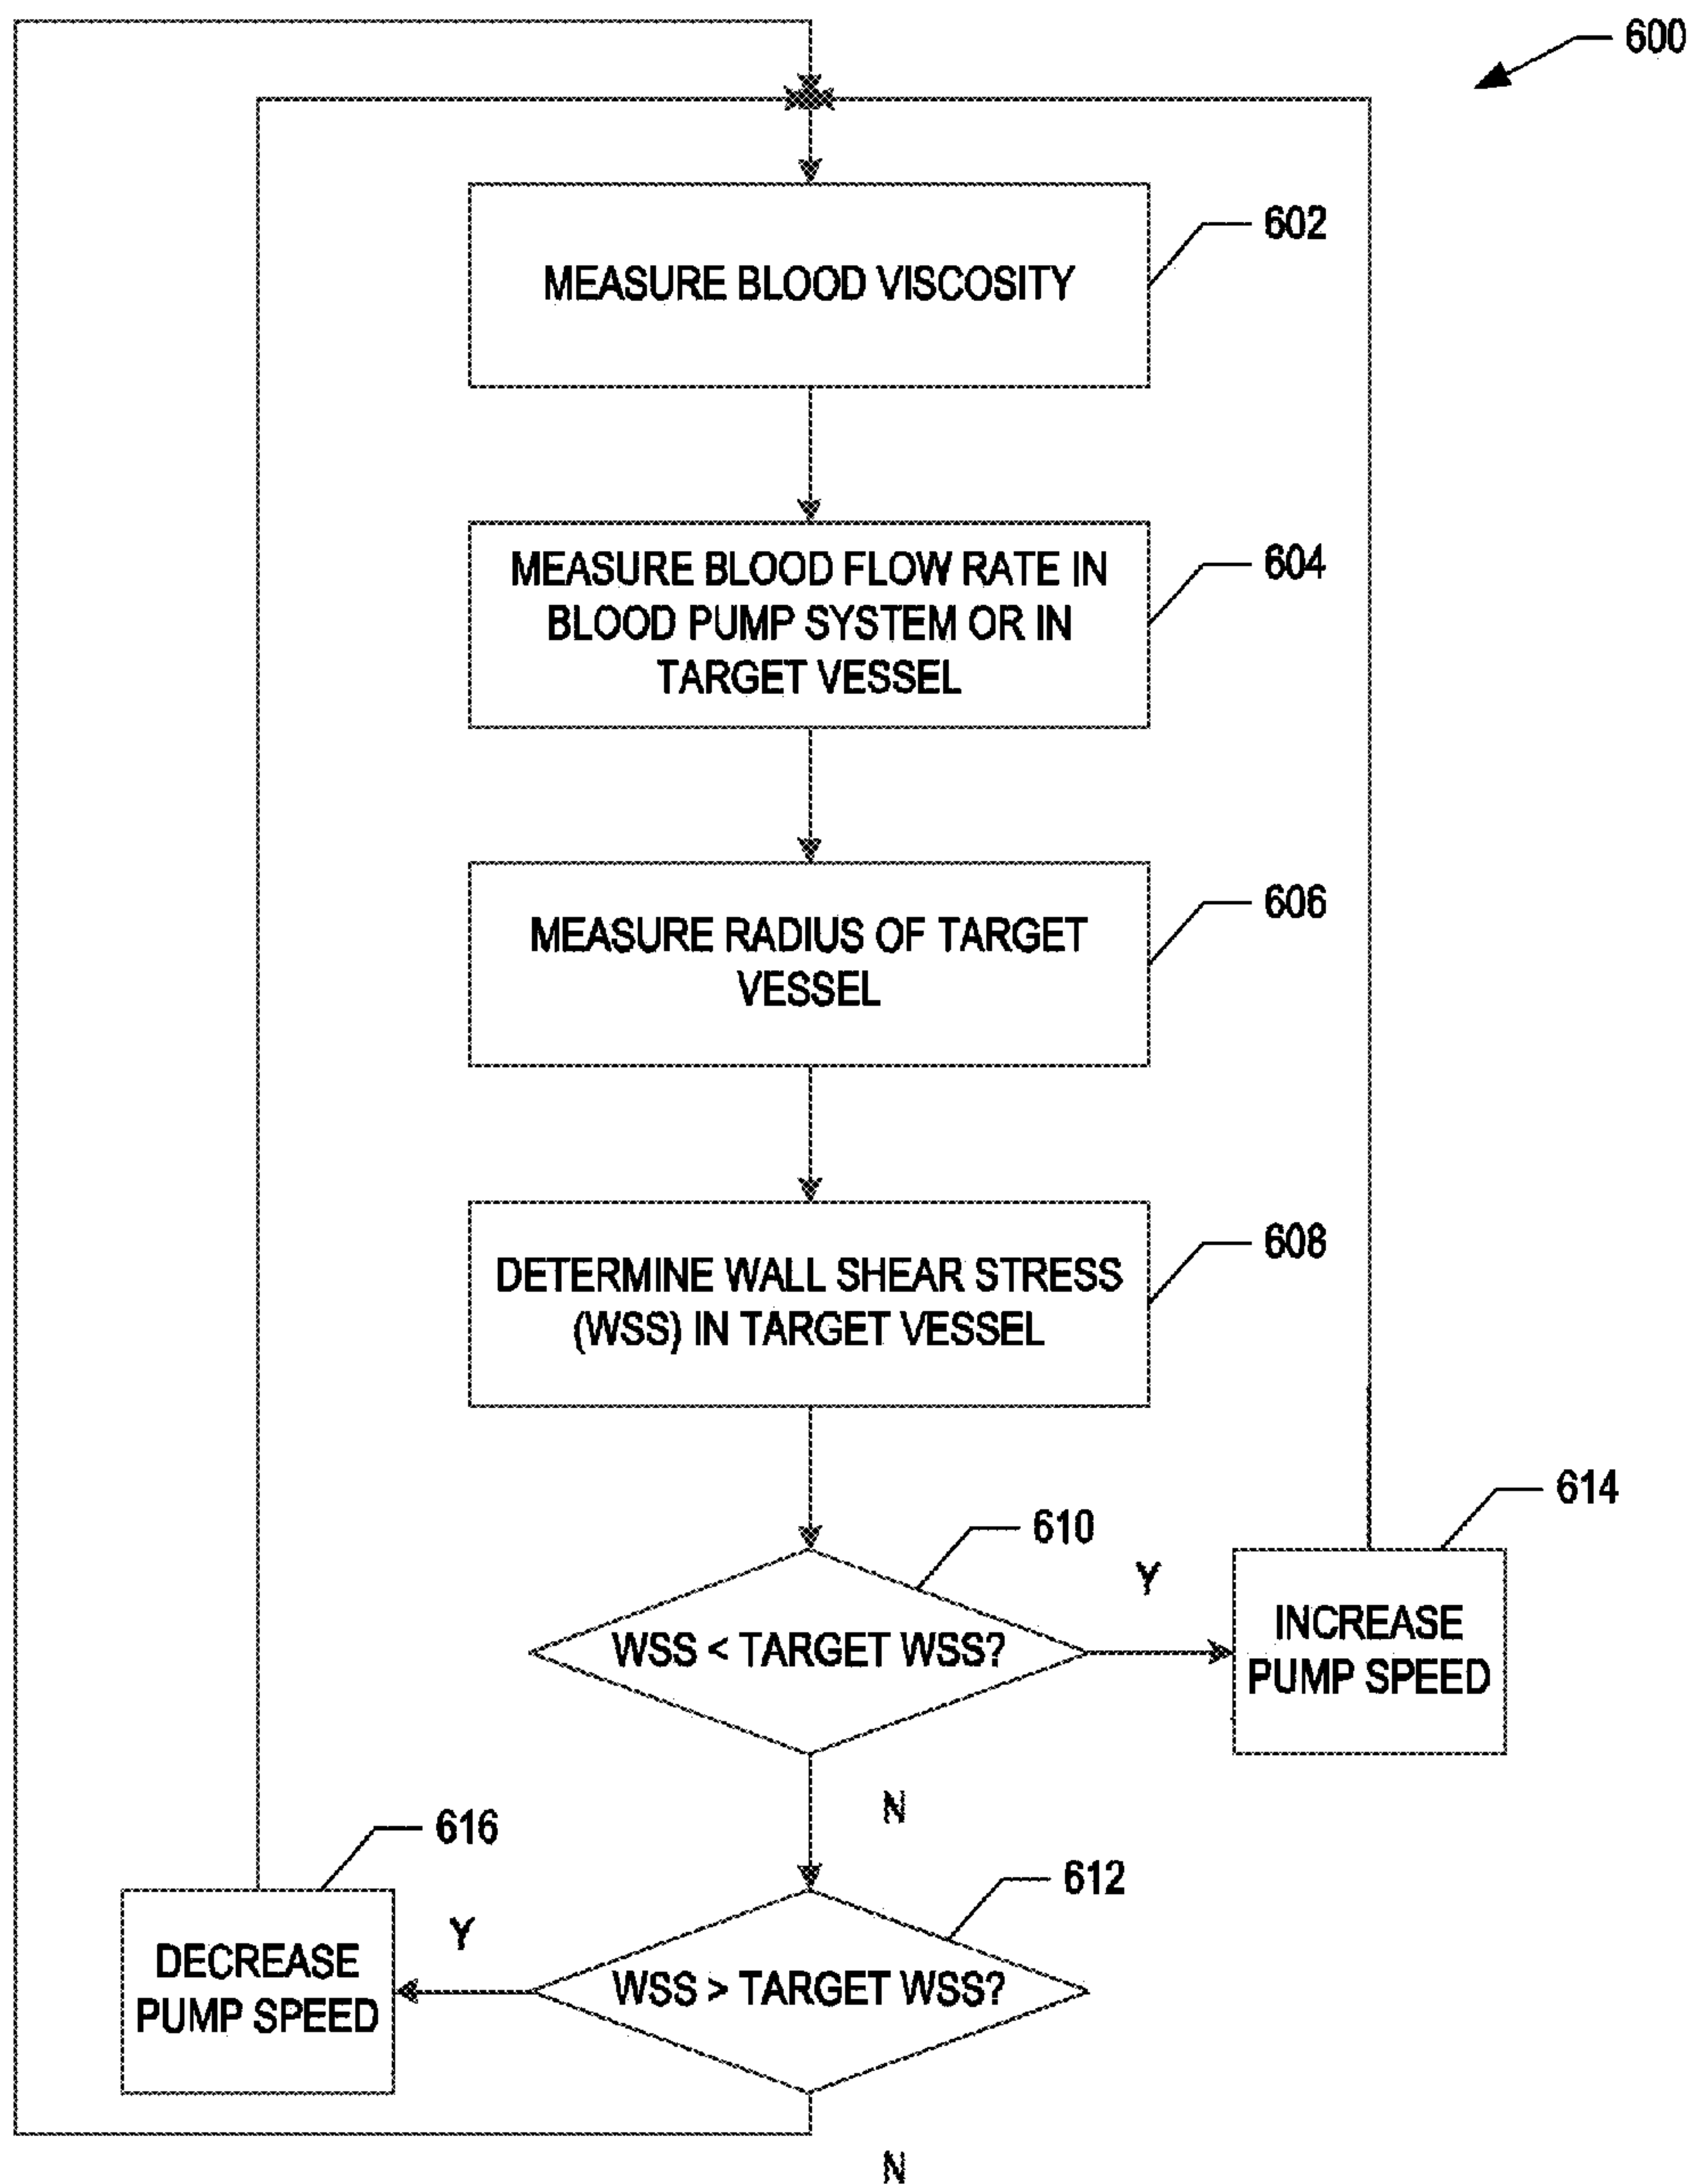 600
602
MEASURE BLOOD VISCOSITY
604
MEASURE BLOOD FLOW RATE IN
BLOOD PUMP SYSTEM OR IN
TARGET VESSEL
606
MEASURE RADIUS OF TARGET
VESSEL
608
DETERMINE WALL SHEAR STRESS
(WSS) IN TARGET VESSEL
610
WSS < TARGET WSS?
Y
614
INCREASE
PUMP SPEED
N
612
WSS > TARGET WSS?
Y
616
DECREASE
PUMP SPEED
N